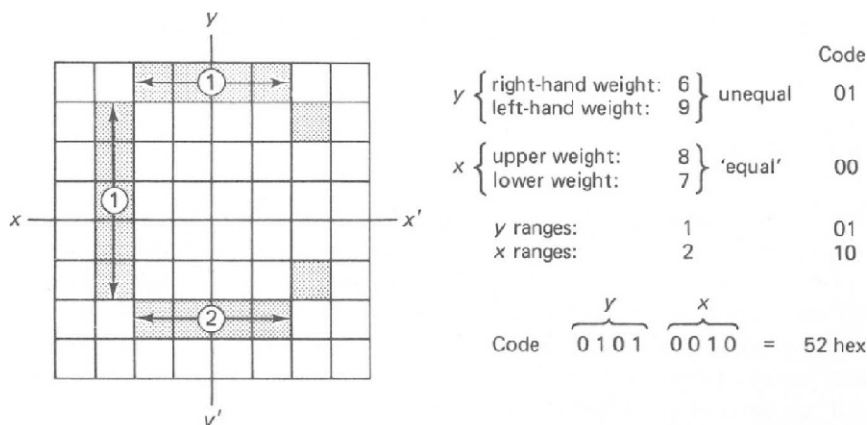 y
1
1
x x'
2
y'
Code
y { right-hand weight: 6 } unequal 01
left-hand weight: 9
x { upper weight: 8 } 'equal' 00
lower weight: 7
y ranges: 1 01
x ranges: 2 10
y x
Code 0101 0010 = 52 hex